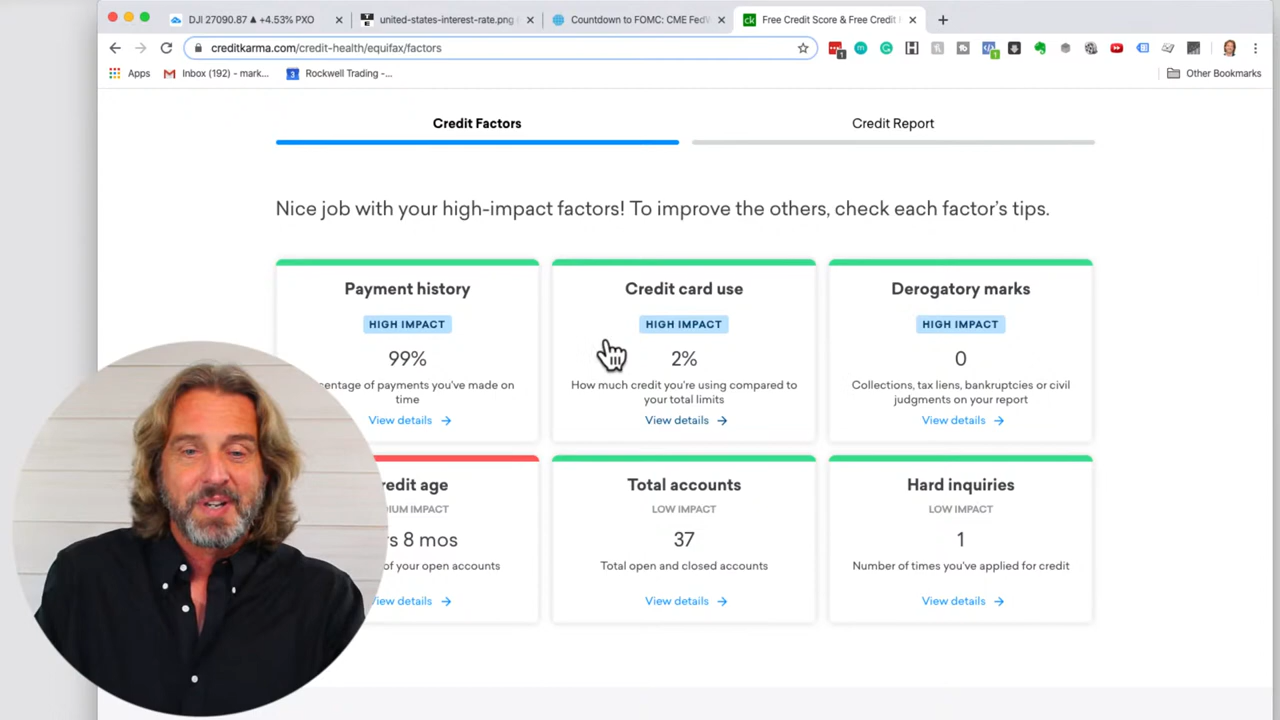 DJI 27090.87 ▲ +4.53% PXO
united-states-interest-rate.png
Countdown to FOMC: CME FedW
Free Credit Score & Free Credit
creditkarma.com/credit-health/equifax/factors
1
1
Apps
Inbox (192) - mark...
3
Rockwell Trading -...
Other Bookmarks
Credit Factors
Credit Report
Nice job with your high-impact factors! To improve the others, check each factor's tips.
Payment history
HIGH IMPACT
99%
entage of payments you've made on
time
View details →
Credit card use
HIGH IMPACT
2%
How much credit you're using compared to
your total limits
View details →
Derogatory marks
HIGH IMPACT
0
Collections, tax liens, bankruptcies or civil
judgments on your report
View details →
redit age
IUM IMPACT
s 8 mos
of your open accounts
View details →
Total accounts
LOW IMPACT
37
Total open and closed accounts
View details →
Hard inquiries
LOW IMPACT
1
Number of times you've applied for credit
View details →